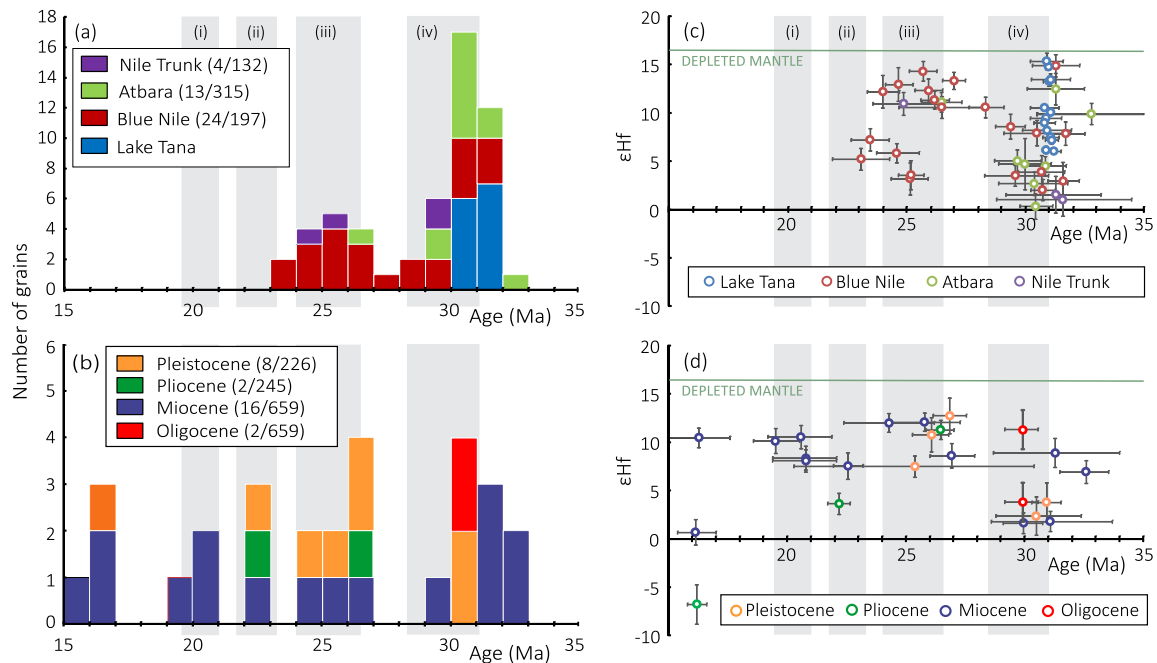 (a)
(i)
(ii)
(iii)
(iv)
18
16
14
12
10
8
6
4
2
0
Nile Trunk (4/132)
Atbara (13/315)
Blue Nile (24/197)
Lake Tana
15
20
25
30
35
Age (Ma)
Number of grains
(b)
6
5
4
3
2
1
0
Pleistocene (8/226)
Pliocene (2/245)
Miocene (16/659)
Oligocene (2/659)
15
20
25
30
35
Age (Ma)
(c)
(i)
(ii)
(iii)
(iv)
20
15
10
5
0
-5
-10
εHf
DEPLETED MANTLE
20
25
30
35
Age (Ma)
Lake Tana
Blue Nile
Atbara
Nile Trunk
(d)
20
15
10
5
0
-5
-10
εHf
DEPLETED MANTLE
20
25
30
35
Age (Ma)
Pleistocene
Pliocene
Miocene
Oligocene